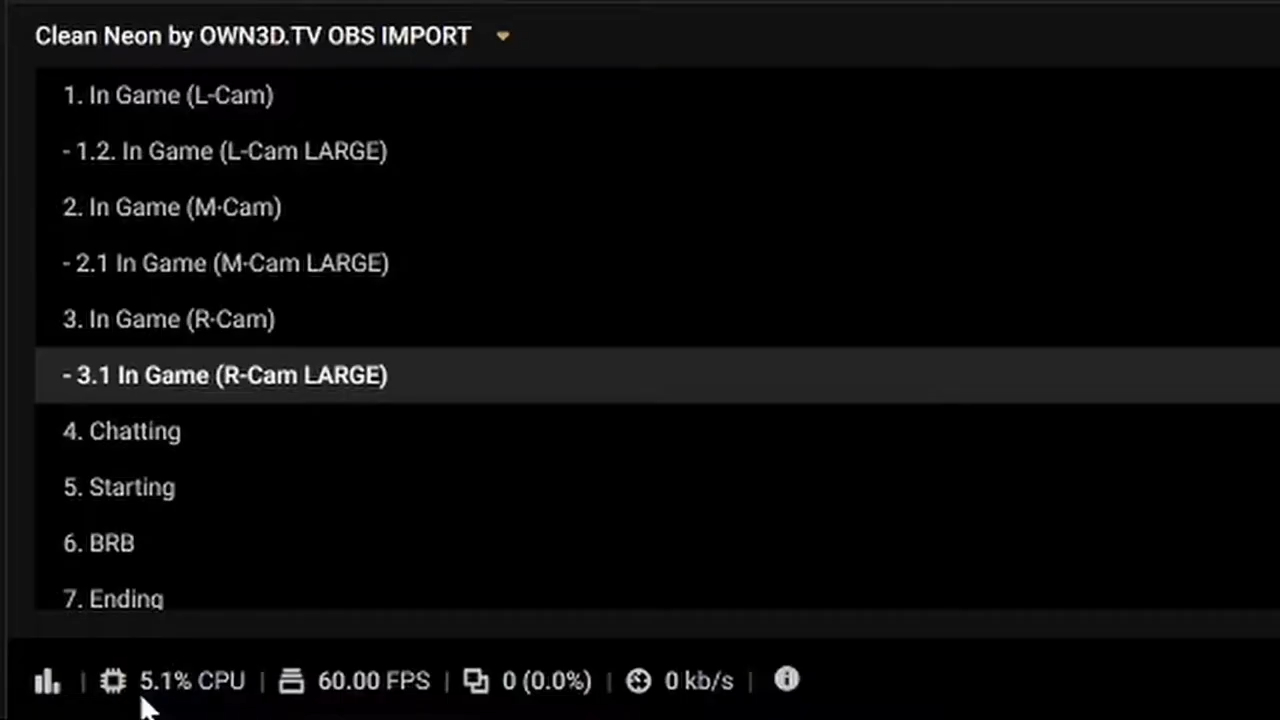 Clean Neon by OWN3D.TV OBS IMPORT
1. In Game (L-Cam)
- 1.2. In Game (L-Cam LARGE)
2. In Game (M-Cam)
- 2.1 In Game (M-Cam LARGE)
3. In Game (R-Cam)
- 3.1 In Game (R-Cam LARGE)
4. Chatting
5. Starting
6. BRB
7. Ending
5.1% CPU | 60.00 FPS | 0 (0.0%) | 0 kb/s |